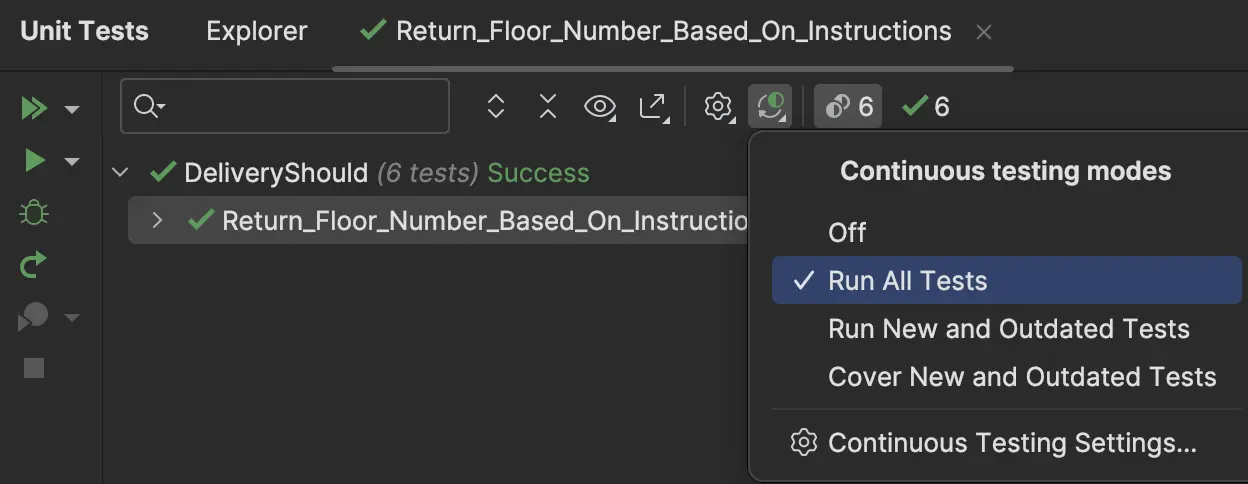 Unit Tests Explorer Return_Floor_Number_Based_On_Instructions
6 6
DeliveryShould (6 tests) Success
Return_Floor_Number_Based_On_Instructio
Continuous testing modes
Off
Run All Tests
Run New and Outdated Tests
Cover New and Outdated Tests
Continuous Testing Settings...